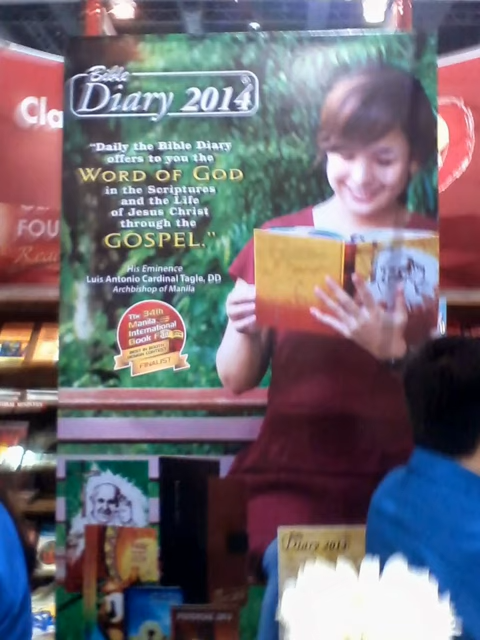 Bible
Diary 2014
"Daily the Bible Diary
offers to you the
WORD OF GOD
in the Scriptures
and the Life
of Jesus Christ
through the
GOSPEL."
His Eminence
Luis Antonio Cardinal Tagle, DD
Archbishop of Manila
The 34th
Manila
International
Book
FINALIST
Cla
FOU
Diary 2014